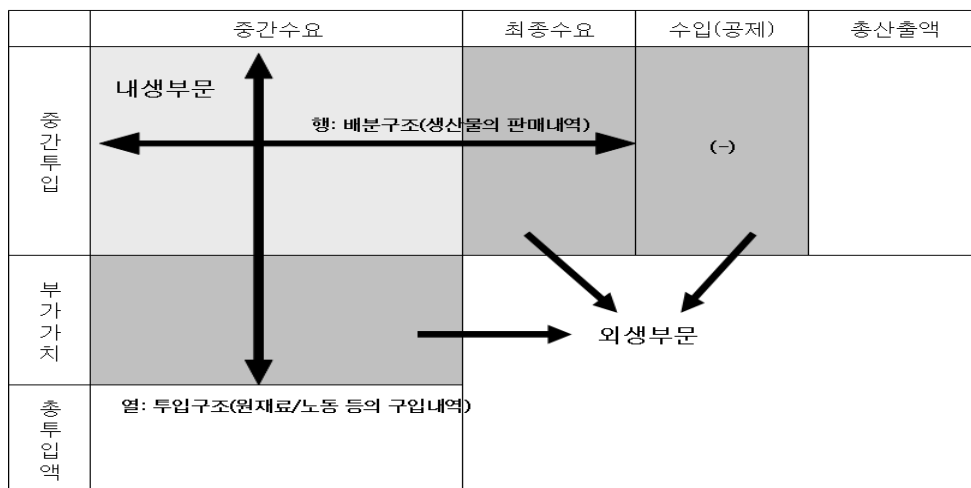 중간수요 최종수요 수입(공제) 총산출액
내생부문
행: 배분구조(생산물의 판매내역)
중간투입
(-)
부가가치
외생부문
열: 투입구조(원재료/노동 등의 구입내역)
총투입액